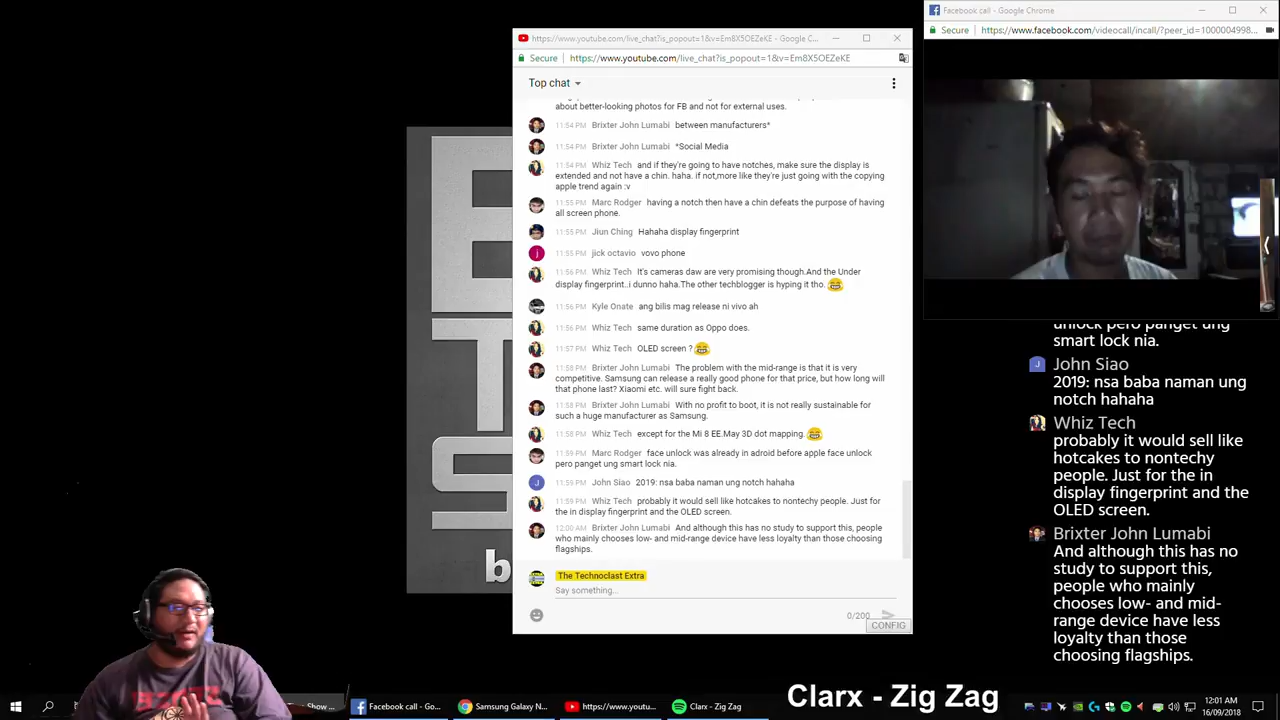 https://www.youtube.com/live_chat?is_popout=1&v=Em8X5OEZeKE - Google C...
Secure
https://www.youtube.com/live_chat?is_popout=1&v=Em8X5OEZeKE
Top chat
about better-looking photos for FB and not for external uses.
11:54 PM Brixter John Lumabi between manufacturers*
11:54 PM Brixter John Lumabi *Social Media
11:54 PM Whiz Tech and if they're going to have notches, make sure the display is
extended and not have a chin. haha. if not,more like they're just going with the copying
apple trend again :v
11:55 PM Marc Rodger having a notch then have a chin defeats the purpose of having
all screen phone.
11:55 PM Jiun Ching Hahaha display fingerprint
j
11:55 PM jick octavio vovo phone
11:56 PM Whiz Tech It's cameras daw are very promising though.And the Under
display fingerprint..i dunno haha.The other techblogger is hyping it tho.
11:56 PM Kyle Onate ang bilis mag release ni vivo ah
11:56 PM Whiz Tech same duration as Oppo does.
11:57 PM Whiz Tech OLED screen ?
11:58 PM Brixter John Lumabi The problem with the mid-range is that it is very
competitive. Samsung can release a really good phone for that price, but how long will
that phone last? Xiaomi etc. will sure fight back.
11:58 PM Brixter John Lumabi With no profit to boot, it is not really sustainable for
such a huge manufacturer as Samsung.
11:58 PM Whiz Tech except for the Mi 8 EE.May 3D dot mapping.
11:59 PM Marc Rodger face unlock was already in adroid before apple face unlock
pero panget ung smart lock nia.
J
11:59 PM John Siao 2019: nsa baba naman ung notch hahaha
11:59 PM Whiz Tech probably it would sell like hotcakes to nontechy people. Just for
the in display fingerprint and the OLED screen.
12:00 AM Brixter John Lumabi And although this has no study to support this, people
who mainly chooses low- and mid-range device have less loyalty than those choosing
flagships.
The Technoclast Extra
Say something...
0/200
CONFIG
Facebook call - Google Chrome
Secure
https://www.facebook.com/videocall/incall/?peer_id=1000004998...
unlock pero panget ung
smart lock nia.
J
John Siao
2019: nsa baba naman ung
notch hahaha
Whiz Tech
probably it would sell like
hotcakes to nontechy
people. Just for the in
display fingerprint and the
OLED screen.
Brixter John Lumabi
And although this has no
study to support this,
people who mainly
chooses low- and mid-
range device have less
loyalty than those
choosing flagships.
T
S
b
Clarx - Zig Zag
Show ...
Facebook call - Go...
Samsung Galaxy N...
https://www.youtu...
Clarx - Zig Zag
12:01 AM
16/09/2018